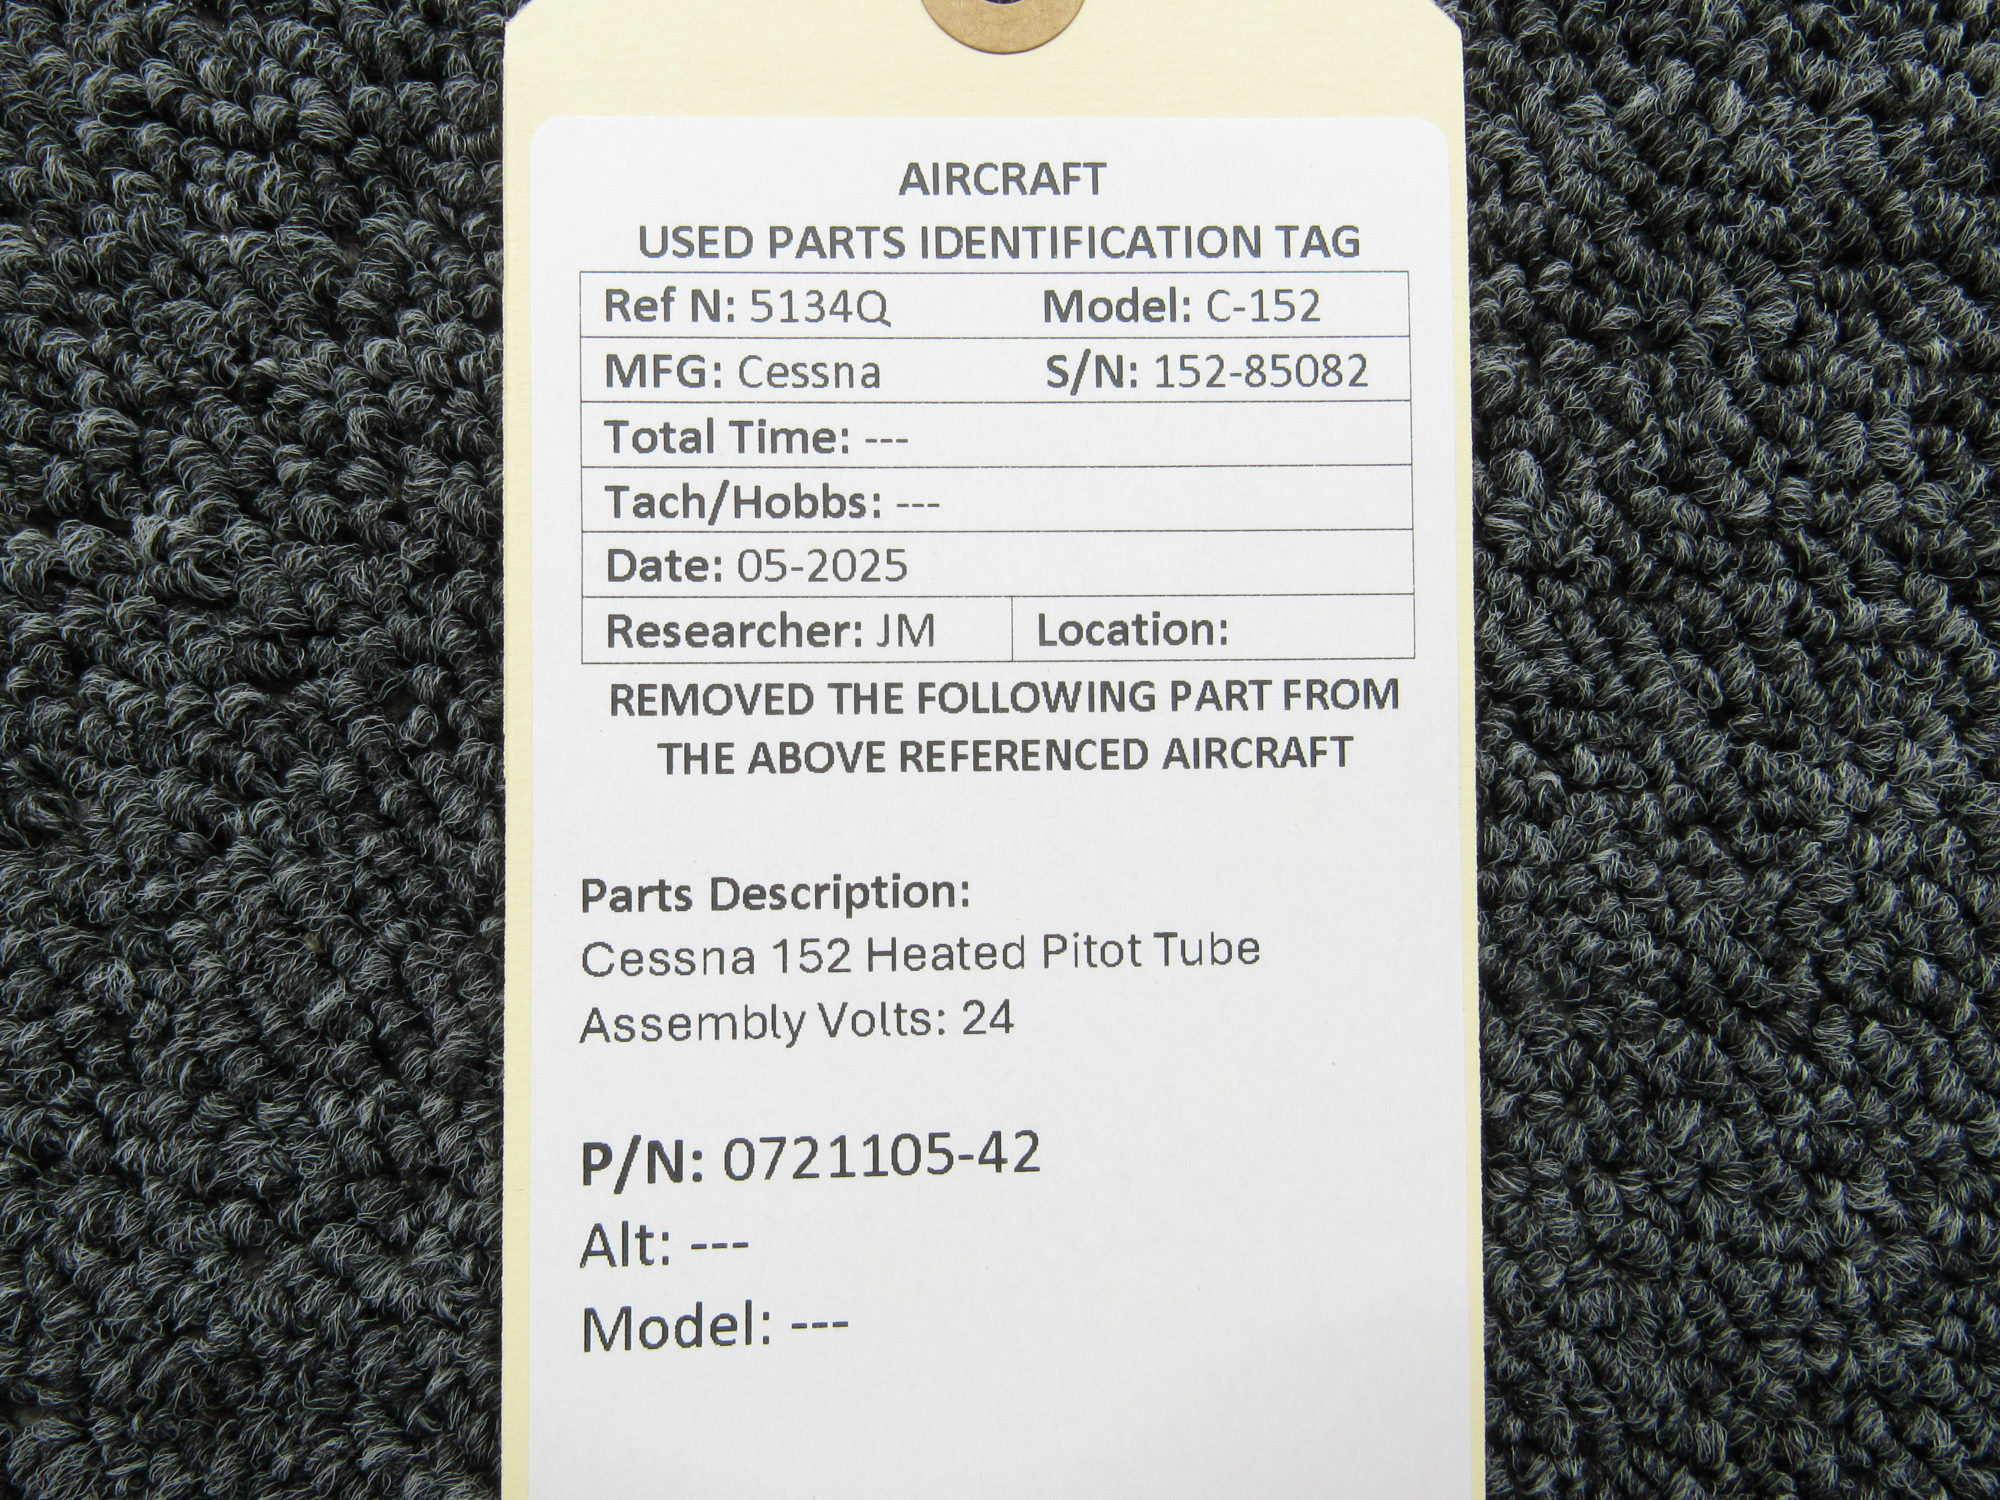 AIRCRAFT
USED PARTS IDENTIFICATION TAG
Ref N: 5134Q Model: C-152
MFG: Cessna S/N: 152-85082
Total Time: ---
Tach/Hobbs: ---
Date: 05-2025
Researcher: JM Location:
REMOVED THE FOLLOWING PART FROM
THE ABOVE REFERENCED AIRCRAFT
Parts Description:
Cessna 152 Heated Pitot Tube
Assembly Volts: 24
P/N: 0721105-42
Alt: ---
Model: ---